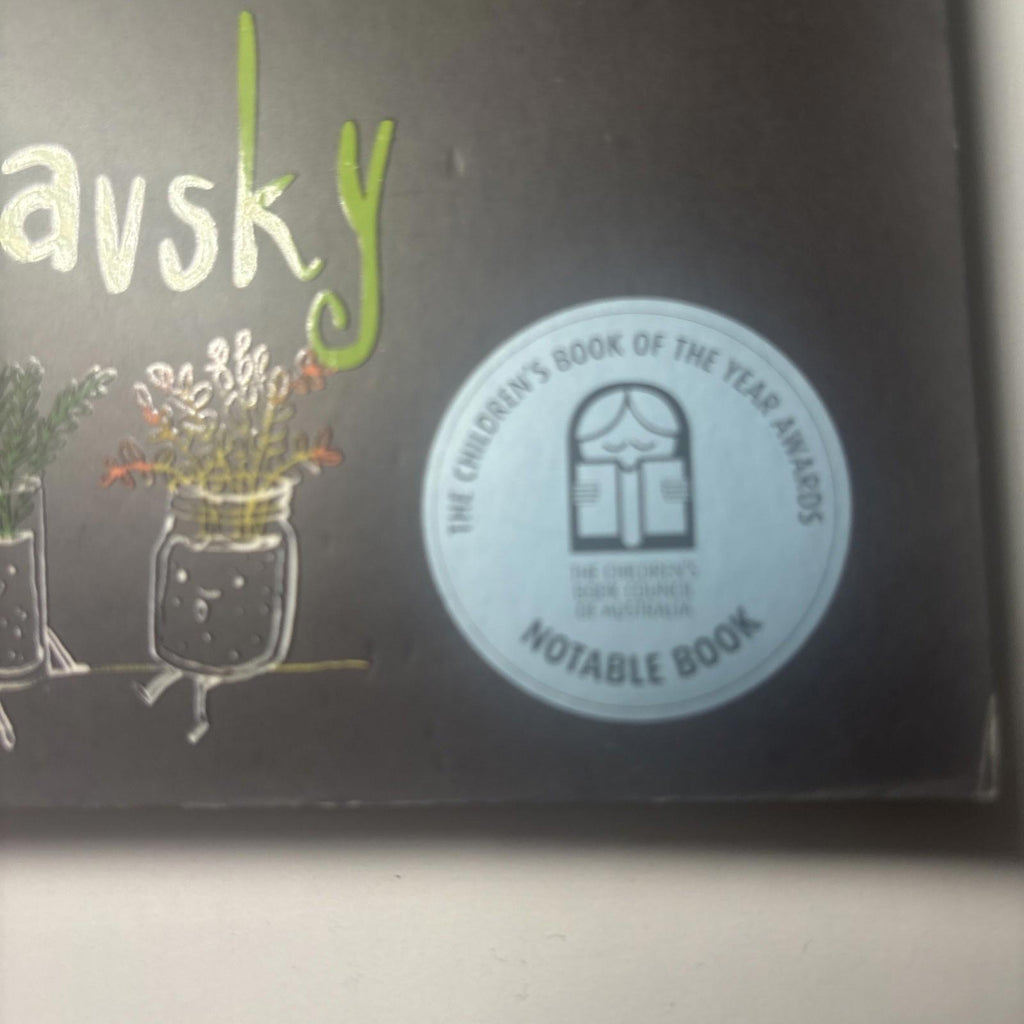 avsky
THE CHILDREN'S BOOK OF THE YEAR AWARDS
THE CHILDREN'S
BOOK COUNCIL
OF AUSTRALIA
NOTABLE BOOK